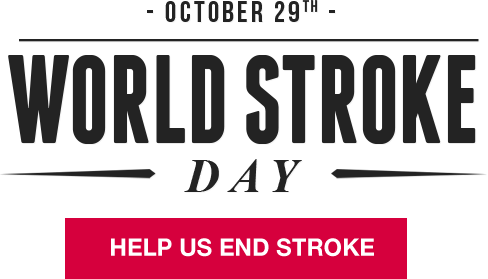 - OCTOBER 29TH -
WORLD STROKE
DAY
HELP US END STROKE